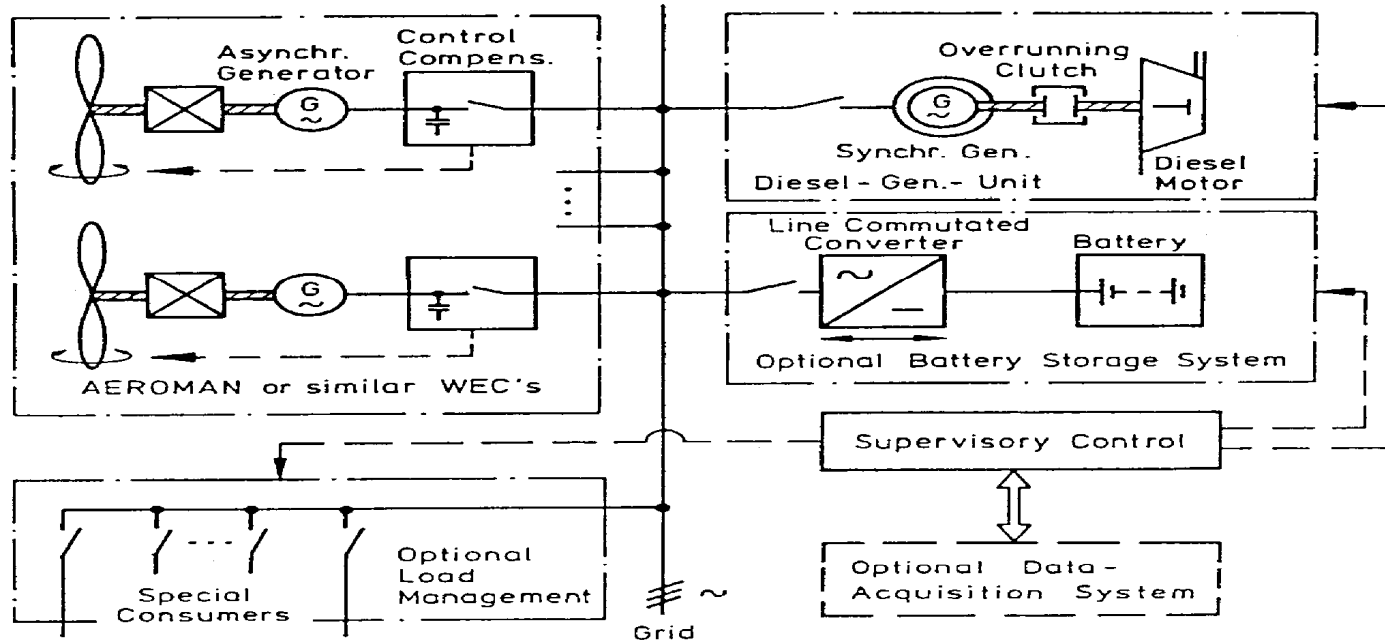 Asynchr.
Generator
Control
Compens.
G
~
G
~
AEROMAN or similar WEC's
Overrunning
Clutch
G
~
Synchr. Gen.
Diesel-Gen.-Unit
Diesel
Motor
Line Commutated
Converter
Battery
~
Optional Battery Storage System
Supervisory Control
Optional Data-
Acquisition System
Optional
Load
Management
Special
Consumers
~
Grid